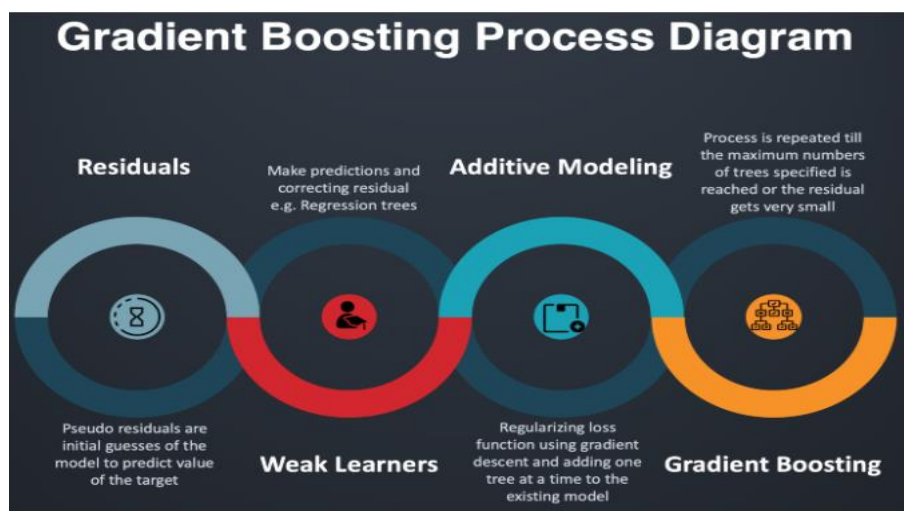 Gradient Boosting Process Diagram
Residuals
Pseudo residuals are
initial guesses of the
model to predict value
of the target
Make predictions and
correcting residual
e.g. Regression trees
Weak Learners
Additive Modeling
Regularizing loss
function using gradient
descent and adding one
tree at a time to the
existing model
Process is repeated till
the maximum numbers
of trees specified is
reached or the residual
gets very small
Gradient Boosting